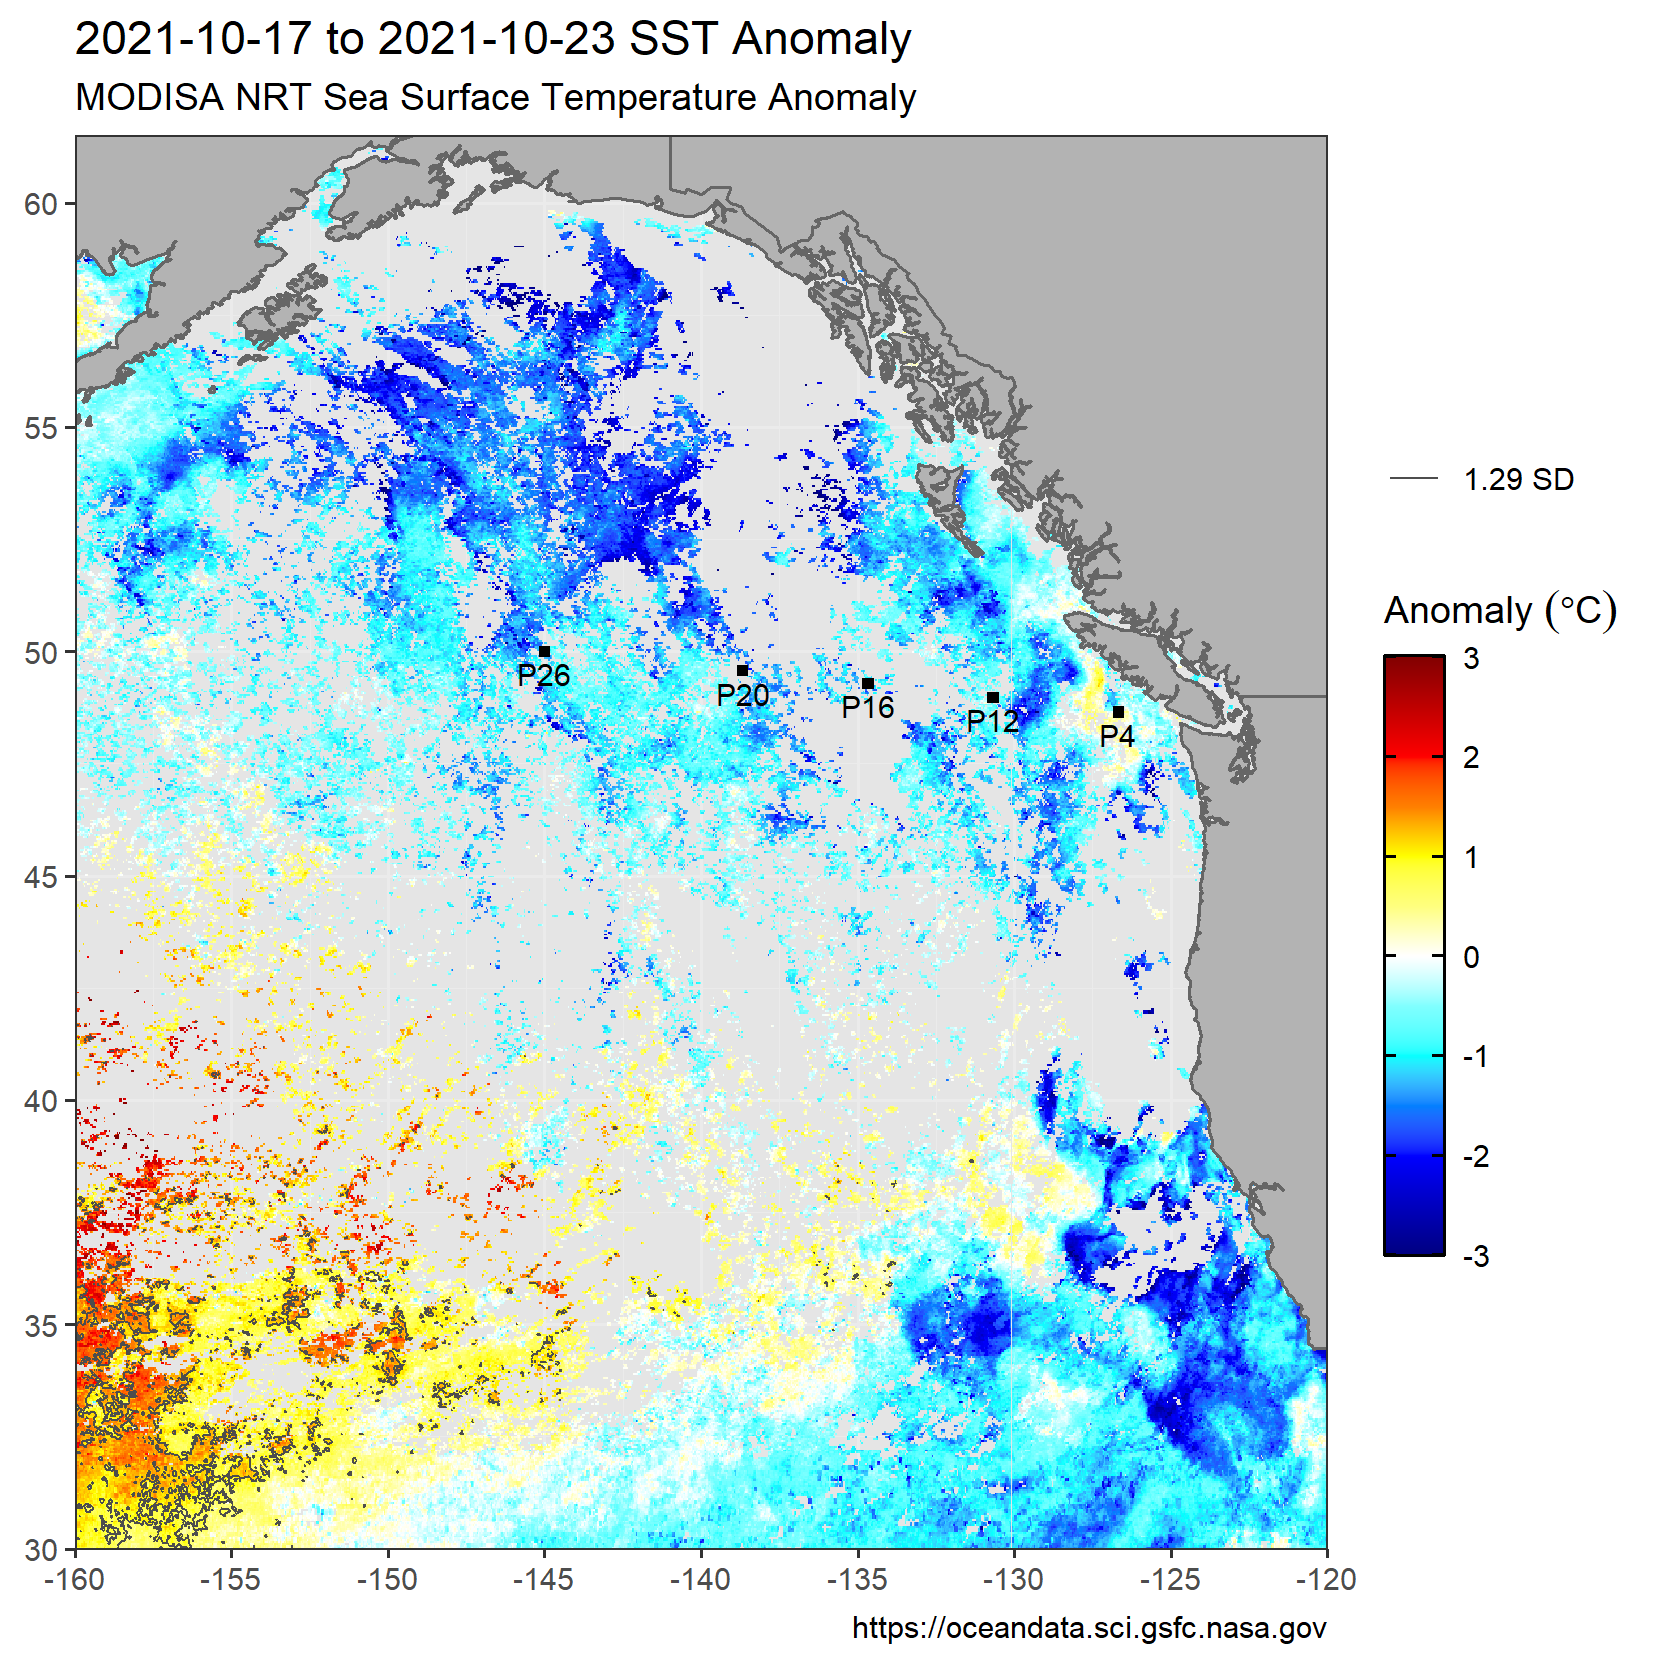 2021-10-17 to 2021-10-23 SST Anomaly
MODISA NRT Sea Surface Temperature Anomaly
60
55
50
45
40
35
30
-160
-155
-150
-145
-140
-135
-130
-125
-120
P26
P20
P16
P12
P4
1.29 SD
Anomaly (°C)
3
2
1
0
-1
-2
-3
https://oceandata.sci.gsfc.nasa.gov